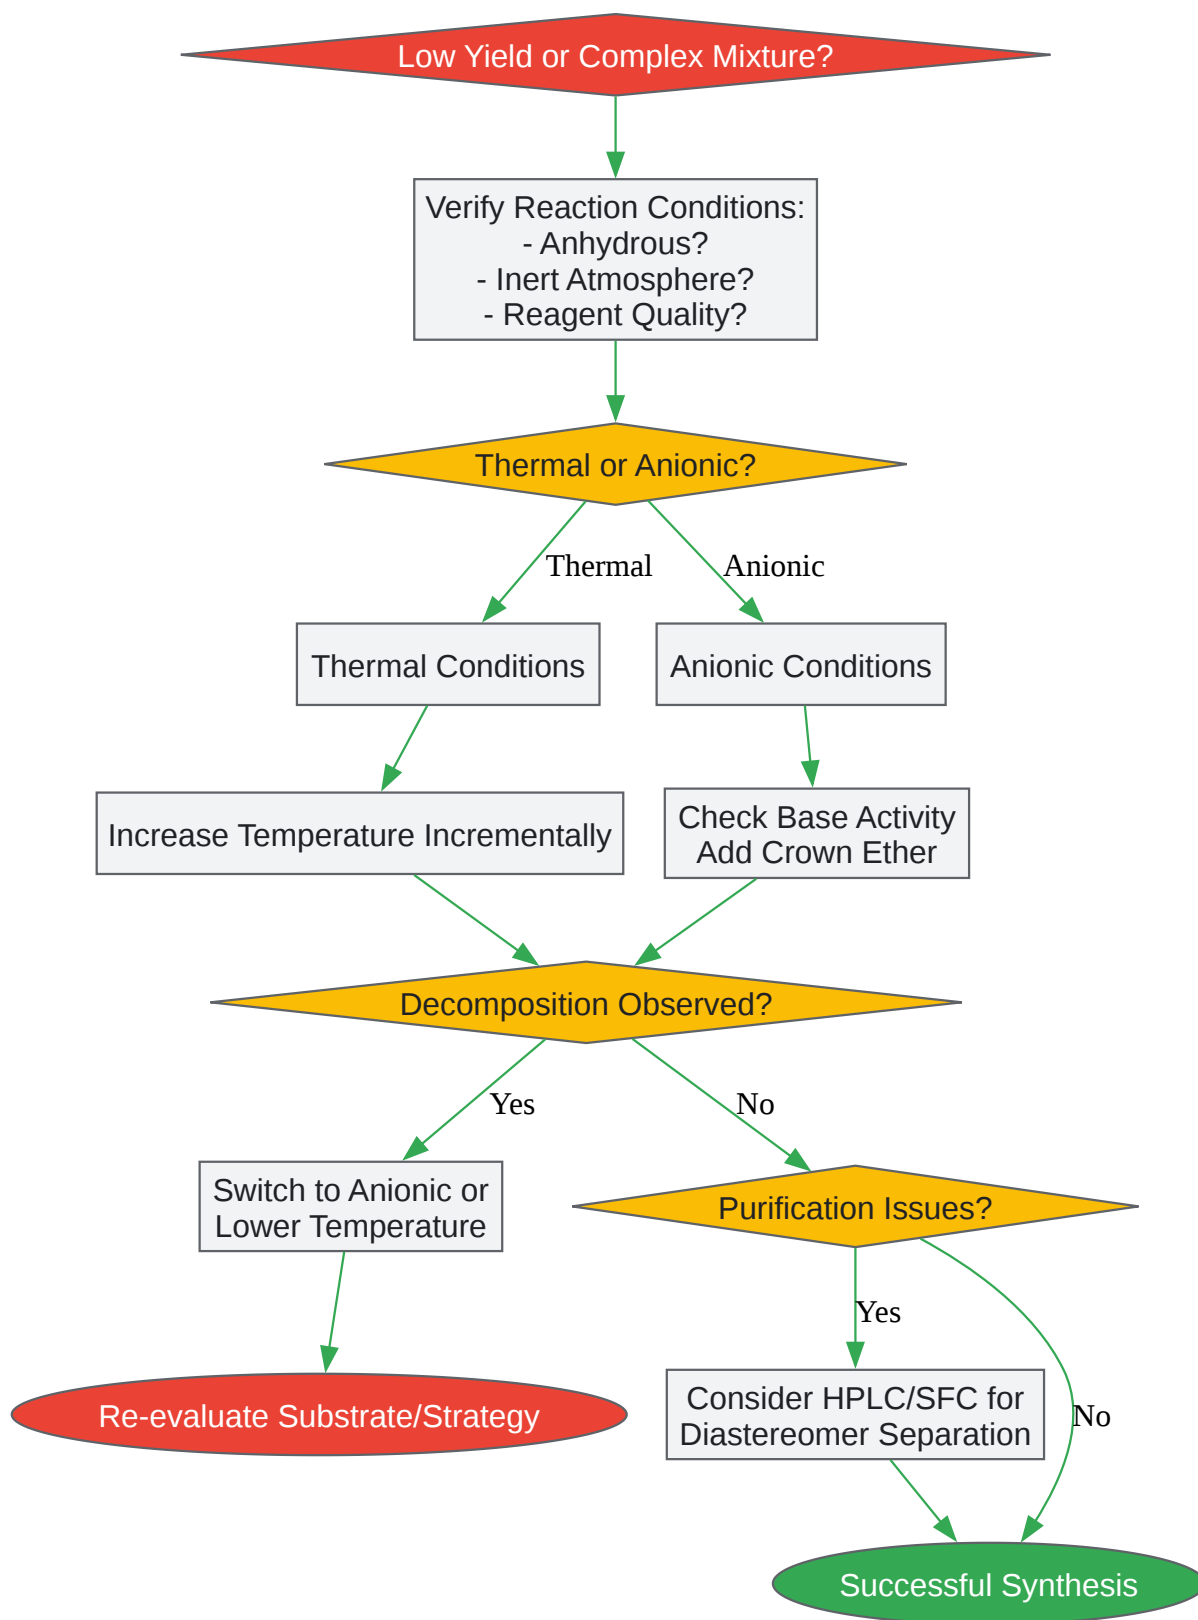 Low Yield or Complex Mixture?
Verify Reaction Conditions:
- Anhydrous?
- Inert Atmosphere?
- Reagent Quality?
Thermal or Anionic?
Thermal
Anionic
Thermal Conditions
Anionic Conditions
Increase Temperature Incrementally
Check Base Activity
Add Crown Ether
Decomposition Observed?
Yes
No
Switch to Anionic or
Lower Temperature
Purification Issues?
Yes
No
Re-evaluate Substrate/Strategy
Consider HPLC/SFC for
Diastereomer Separation
Successful Synthesis